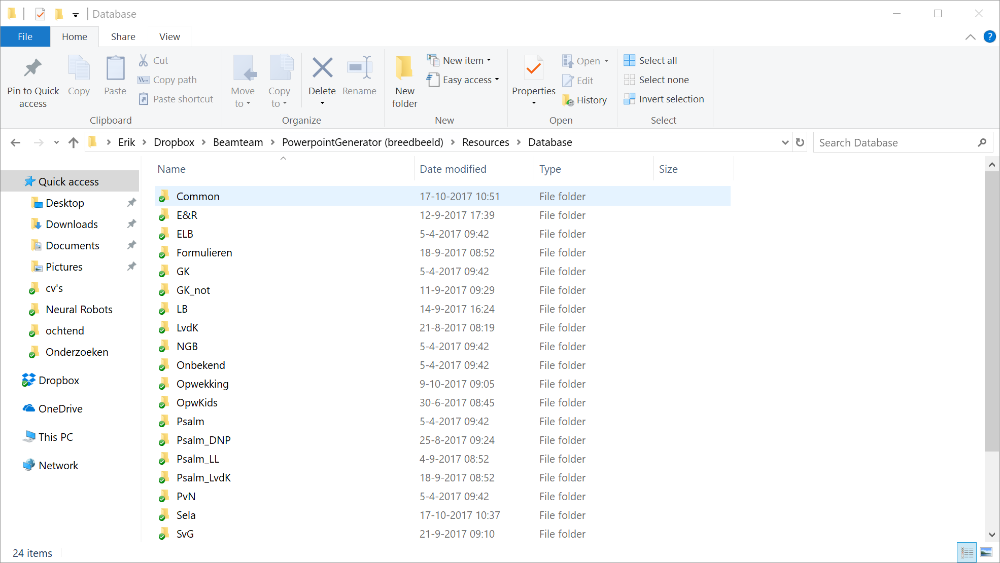 Database
File Home Share View
Pin to Quick access
Copy
Paste
Cut
Copy path
Paste shortcut
Clipboard
Move to
Copy to
Delete
Rename
Organize
New folder
New item
Easy access
New
Properties
Open
Edit
History
Open
Select all
Select none
Invert selection
Select
Erik Dropbox Beamteam PowerpointGenerator (breedbeeld) Resources Database
Search Database
Quick access
Desktop
Downloads
Documents
Pictures
cv's
Neural Robots
ochtend
Onderzoeken
Dropbox
OneDrive
This PC
Network
Name Date modified Type Size
Common 17-10-2017 10:51 File folder
E&R 12-9-2017 17:39 File folder
ELB 5-4-2017 09:42 File folder
Formulieren 18-9-2017 08:52 File folder
GK 5-4-2017 09:42 File folder
GK_not 11-9-2017 09:29 File folder
LB 14-9-2017 16:24 File folder
LvdK 21-8-2017 08:19 File folder
NGB 5-4-2017 09:42 File folder
Onbekend 5-4-2017 09:42 File folder
Opwekking 9-10-2017 09:05 File folder
OpwKids 30-6-2017 08:45 File folder
Psalm 5-4-2017 09:42 File folder
Psalm_DNP 25-8-2017 09:24 File folder
Psalm_LL 4-9-2017 08:52 File folder
Psalm_LvdK 18-9-2017 08:52 File folder
PvN 5-4-2017 09:42 File folder
Sela 17-10-2017 10:37 File folder
SvG 21-9-2017 09:10 File folder
24 items